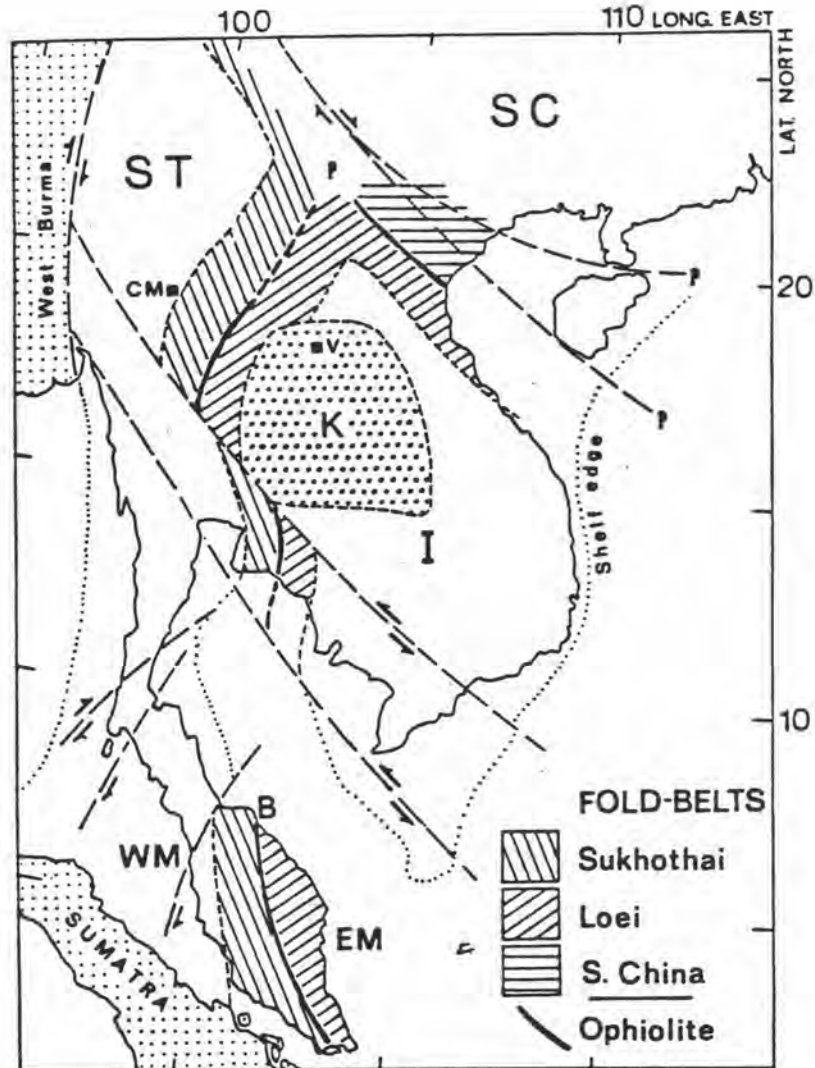 100
110 LONG. EAST
LAT. NORTH
SC
ST
P
West Burma
CM
20
P
V
K
P
Shelf edge
I
10
B
FOLD-BELTS
WM
Sukhothai
Loei
EM
SUMATRA
S. China
Ophiolite